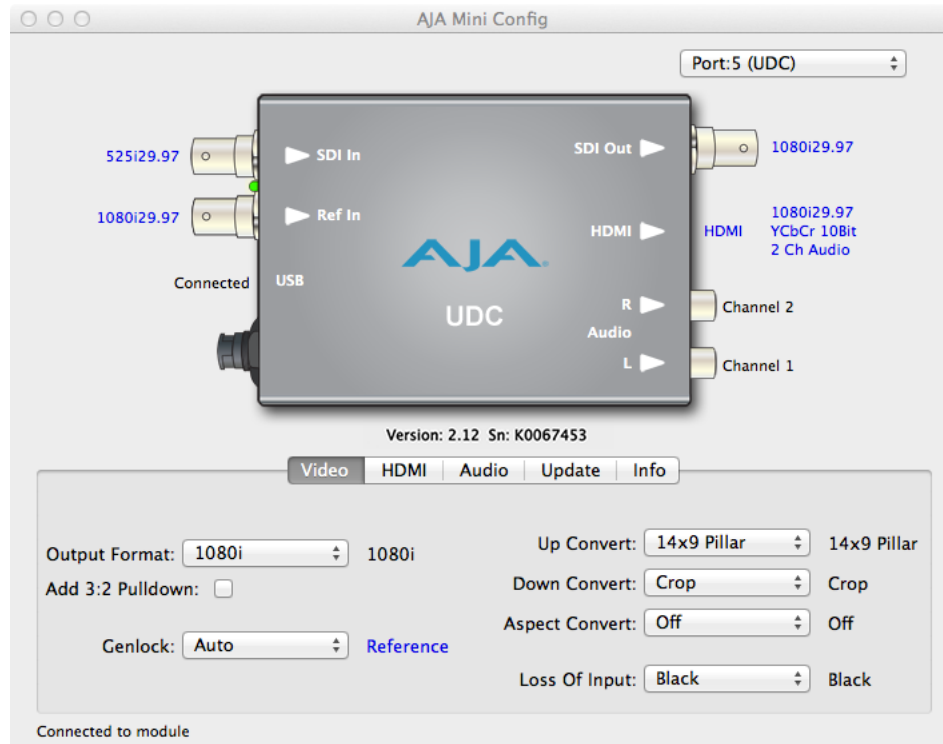 AJA Mini Config
Port:5 (UDC)
525i29.97
SDI In
SDI Out
1080i29.97
1080i29.97
Ref In
HDMI
HDMI
1080i29.97
YCbCr 10Bit
2 Ch Audio
AJA
Connected
USB
UDC
R
Channel 2
Audio
L
Channel 1
Version: 2.12 Sn: K0067453
Video HDMI Audio Update Info
Output Format: 1080i 1080i
Up Convert: 14x9 Pillar 14x9 Pillar
Add 3:2 Pulldown:
Down Convert: Crop Crop
Aspect Convert: Off Off
Genlock: Auto Reference
Loss Of Input: Black Black
Connected to module